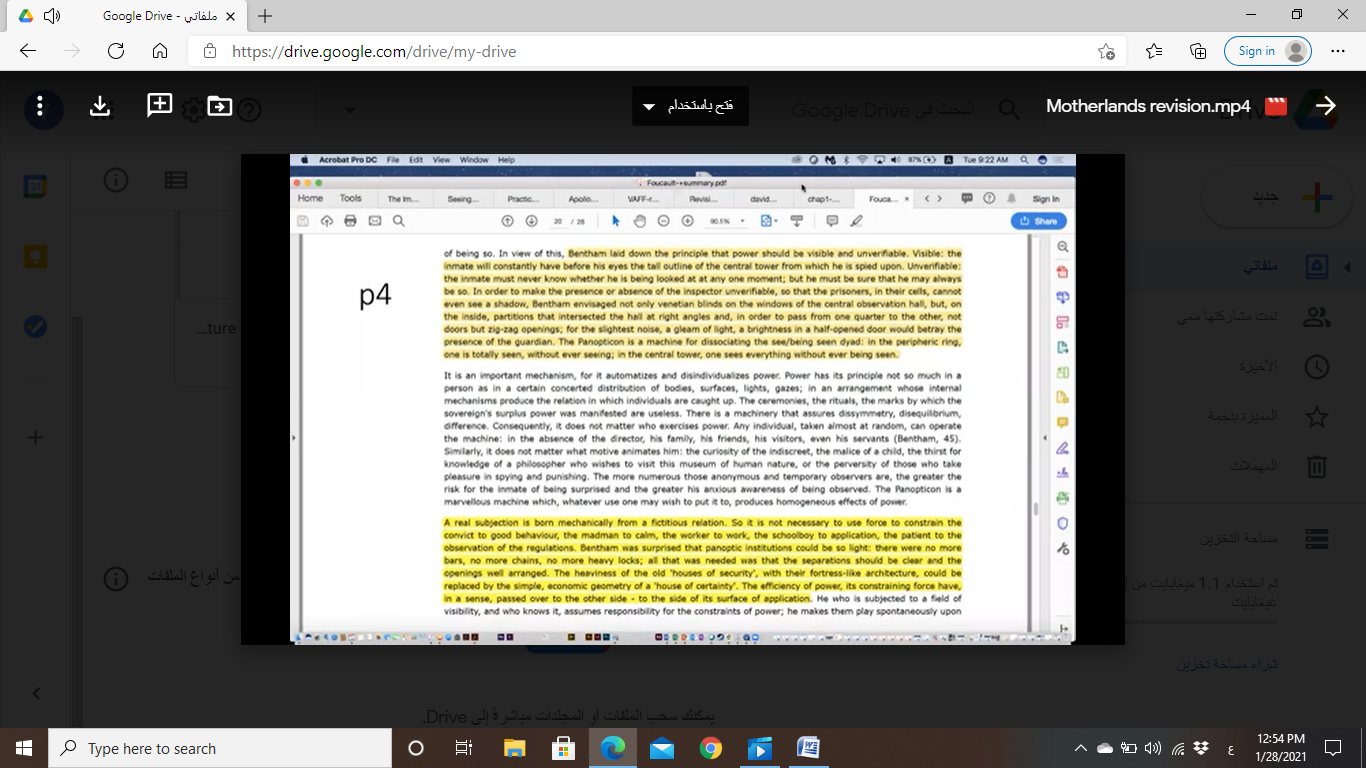 ملفاتي - Google Drive
https://drive.google.com/drive/my-drive
Sign in
فتح باستخدام
البحث في Google Drive
Motherlands revision.mp4
Acrobat Pro DC File Edit View Window Help
87%
Tue 9:22 AM
Foucault-+summary.pdf
Home Tools The Im... Seeing... Practic... Apollo... VAFF-r... Revisi... david... chap1-... Fouca... Sign In
20 / 28
90.5%
Share
p4
of being so. In view of this, Bentham laid down the principle that power should be visible and unverifiable. Visible: the
inmate will constantly have before his eyes the tall outline of the central tower from which he is spied upon. Unverifiable:
the inmate must never know whether he is being looked at at any one moment; but he must be sure that he may always
be so. In order to make the presence or absence of the inspector unverifiable, so that the prisoners, in their cells, cannot
even see a shadow, Bentham envisaged not only venetian blinds on the windows of the central observation hall, but, on
the inside, partitions that intersected the hall at right angles and, in order to pass from one quarter to the other, not
doors but zig-zag openings; for the slightest noise, a gleam of light, a brightness in a half-opened door would betray the
presence of the guardian. The Panopticon is a machine for dissociating the see/being seen dyad: in the peripheric ring,
one is totally seen, without ever seeing; in the central tower, one sees everything without ever being seen.
It is an important mechanism, for it automatizes and disindividualizes power. Power has its principle not so much in a
person as in a certain concerted distribution of bodies, surfaces, lights, gazes; in an arrangement whose internal
mechanisms produce the relation in which individuals are caught up. The ceremonies, the rituals, the marks by which the
sovereign's surplus power was manifested are useless. There is a machinery that assures dissymmetry, disequilibrium,
difference. Consequently, it does not matter who exercises power. Any individual, taken almost at random, can operate
the machine: in the absence of the director, his family, his friends, his visitors, even his servants (Bentham, 45).
Similarly, it does not matter what motive animates him: the curiosity of the indiscreet, the malice of a child, the thirst for
knowledge of a philosopher who wishes to visit this museum of human nature, or the perversity of those who take
pleasure in spying and punishing. The more numerous those anonymous and temporary observers are, the greater the
risk for the inmate of being surprised and the greater his anxious awareness of being observed. The Panopticon is a
marvellous machine which, whatever use one may wish to put it to, produces homogeneous effects of power.
A real subjection is born mechanically from a fictitious relation. So it is not necessary to use force to constrain the
convict to good behaviour, the madman to calm, the worker to work, the schoolboy to application, the patient to the
observation of the regulations. Bentham was surprised that panoptic institutions could be so light: there were no more
bars, no more chains, no more heavy locks; all that was needed was that the separations should be clear and the
openings well arranged. The heaviness of the old 'houses of security', with their fortress-like architecture, could be
replaced by the simple, economic geometry of a 'house of certainty'. The efficiency of power, its constraining force have,
in a sense, passed over to the other side - to the side of its surface of application. He who is subjected to a field of
visibility, and who knows it, assumes responsibility for the constraints of power; he makes them play spontaneously upon
جديد
ملفاتي
تمت مشاركتها معي
الأخيرة
المميزة بنجمة
المهملات
مساحة التخزين
تم استخدام 1.1 ميغابايت من
غيغابايت
شراء مساحة تخزين
...ture
من أنواع الملفات
يمكنك سحب الملفات أو المجلدات مباشرة إلى Drive.
Type here to search
ع
12:54 PM
1/28/2021